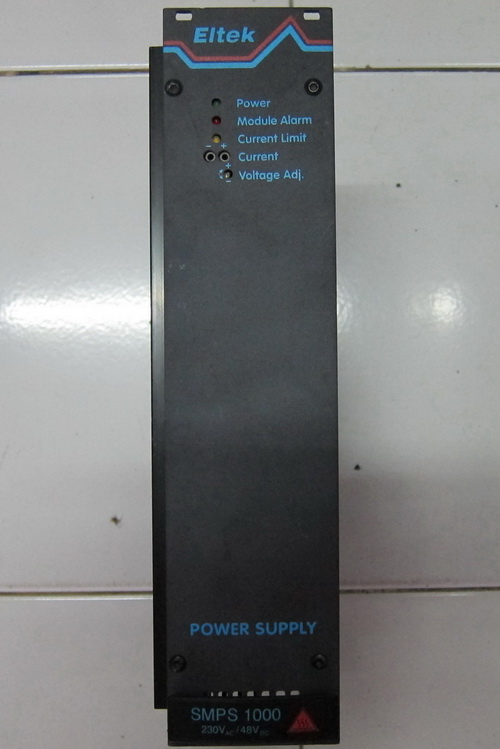 Eltek
Power
Module Alarm
Current Limit
- +
Current
+
Voltage Adj.
-
POWER SUPPLY
SMPS 1000
230VAC/48VDC